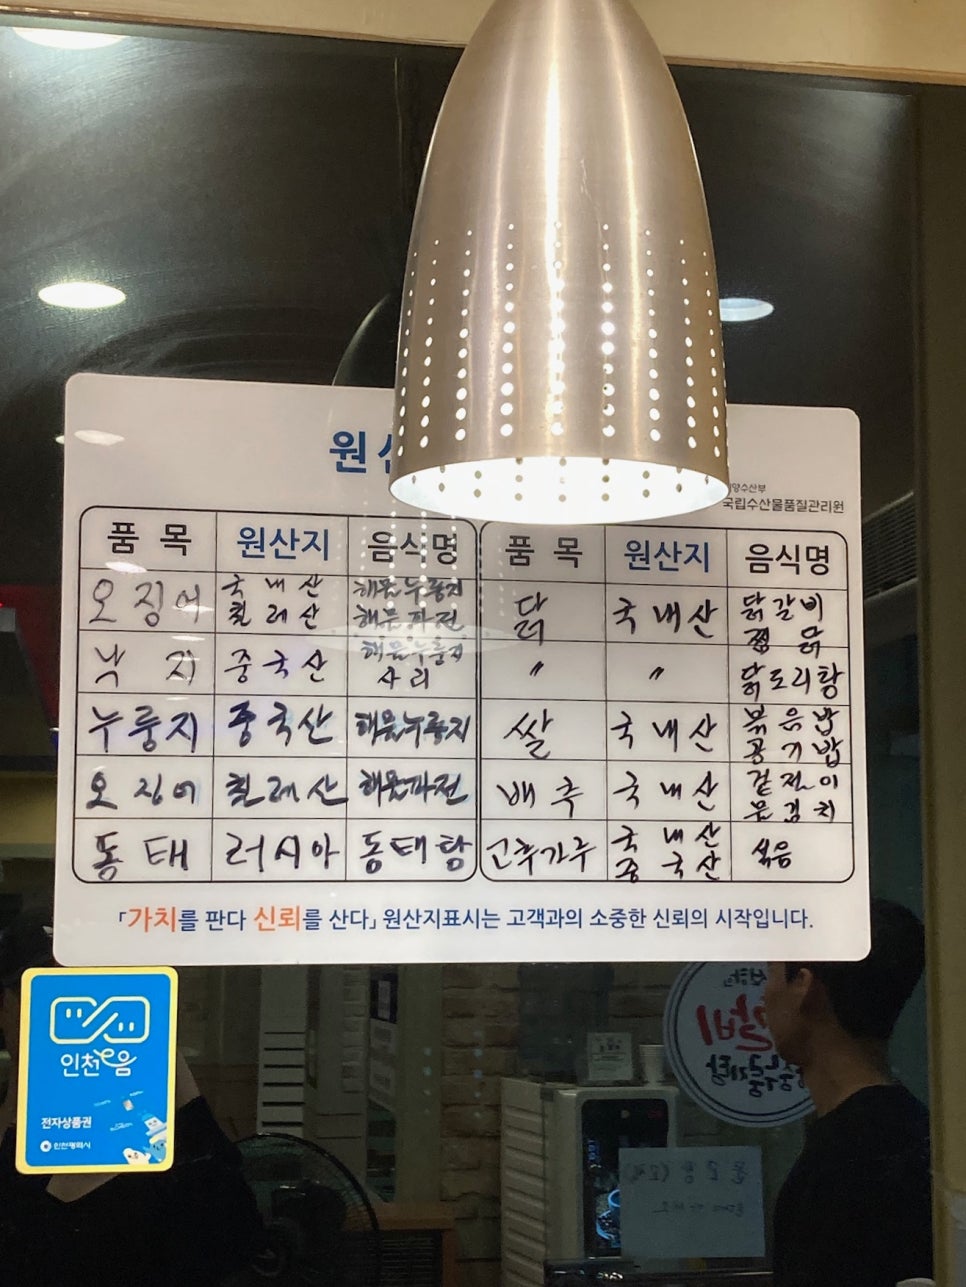 원산
해양수산부
국립수산물품질관리원
품 목 원산지 음식명 품 목 원산지 음식명
오징어 국내산 칠레산 해물누룽지 해물파전 닭 국내산 닭갈비 찜닭
낙지 중국산 해물누룽지 사리 〃 〃 닭도리탕
누룽지 중국산 해물누룽지 쌀 국내산 볶음밥 공기밥
오징어 칠레산 해물파전 배추 국내산 겉절이 물김치
동태 러시아 동태탕 고추가루 국내산 중국산 섞음
「가치를 판다 신뢰를 산다」 원산지표시는 고객과의 소중한 신뢰의 시작입니다.
인천e음
전자상품권
인천광역시
갈비